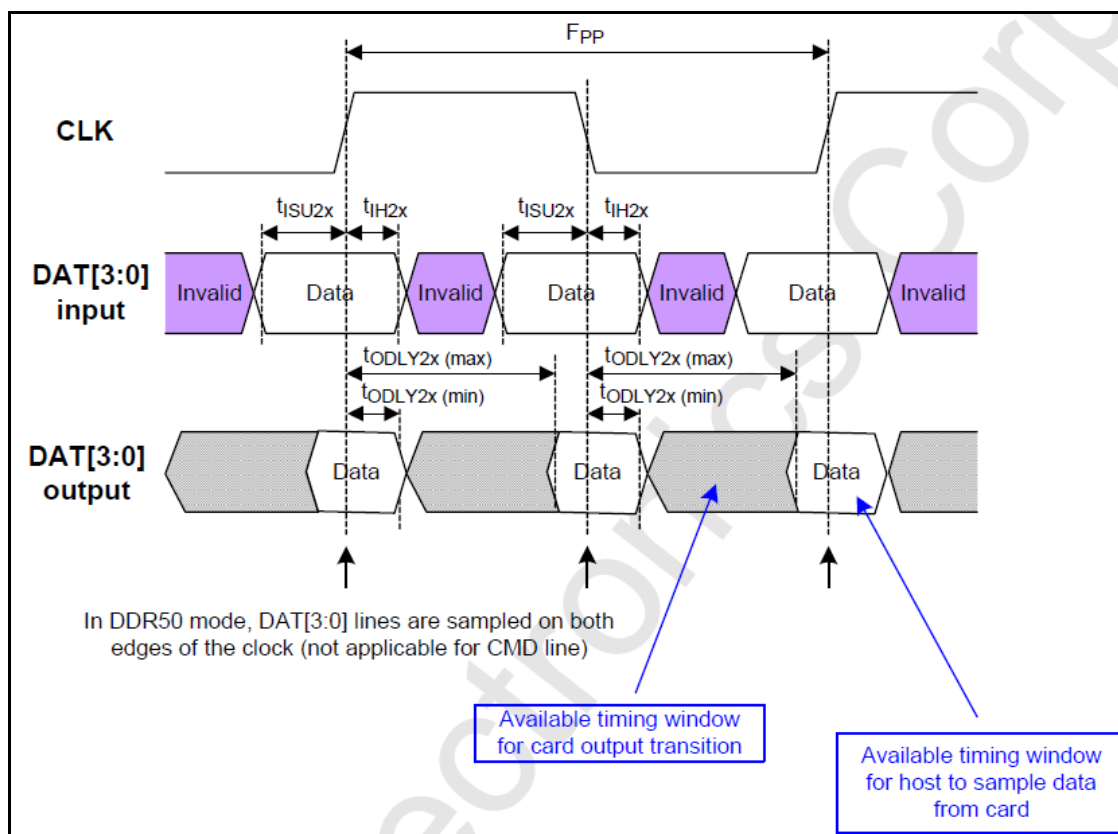 FPP
CLK
tISU2x tIH2x tISU2x tIH2x
DAT[3:0] input
Invalid Data Invalid Data Invalid Data Invalid
tODLY2x (max) tODLY2x (max)
tODLY2x (min) tODLY2x (min)
DAT[3:0] output
Data Data Data
In DDR50 mode, DAT[3:0] lines are sampled on both
edges of the clock (not applicable for CMD line)
Available timing window
for card output transition
Available timing window
for host to sample data
from card
ectronics Corp